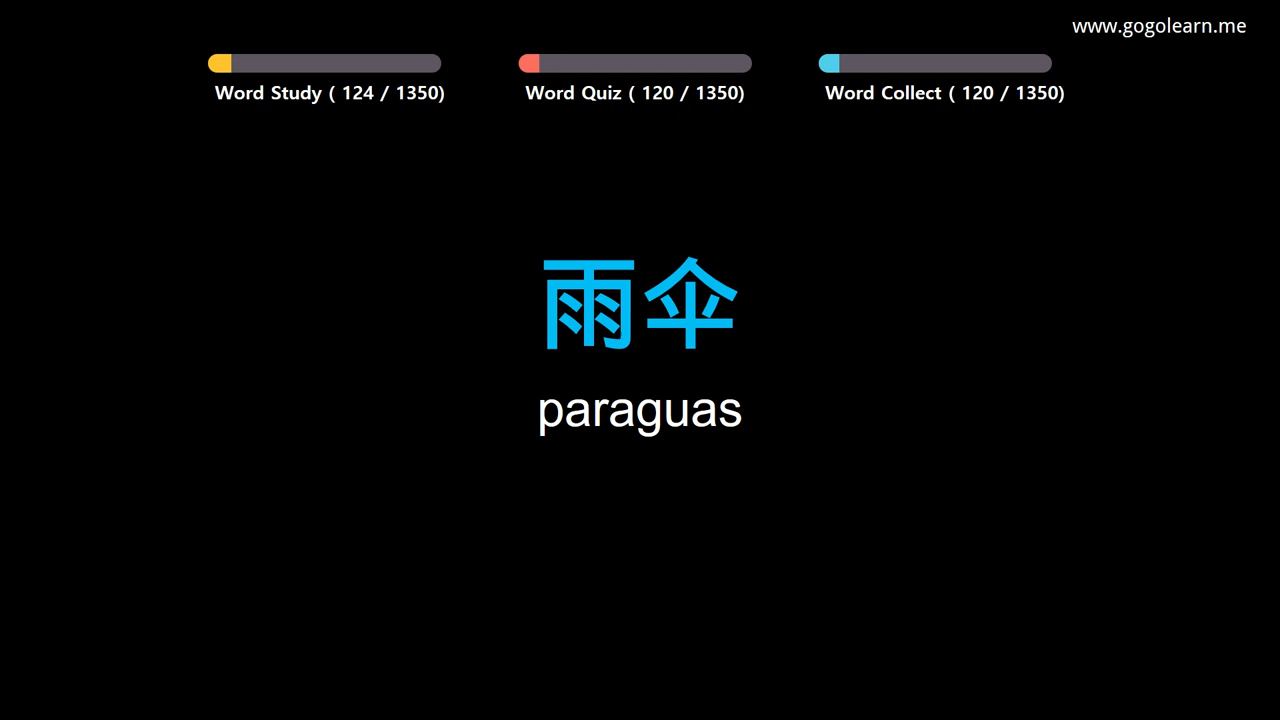 www.gogolearn.me
Word Study ( 124 / 1350)
Word Quiz ( 120 / 1350)
Word Collect ( 120 / 1350)
雨伞
paraguas